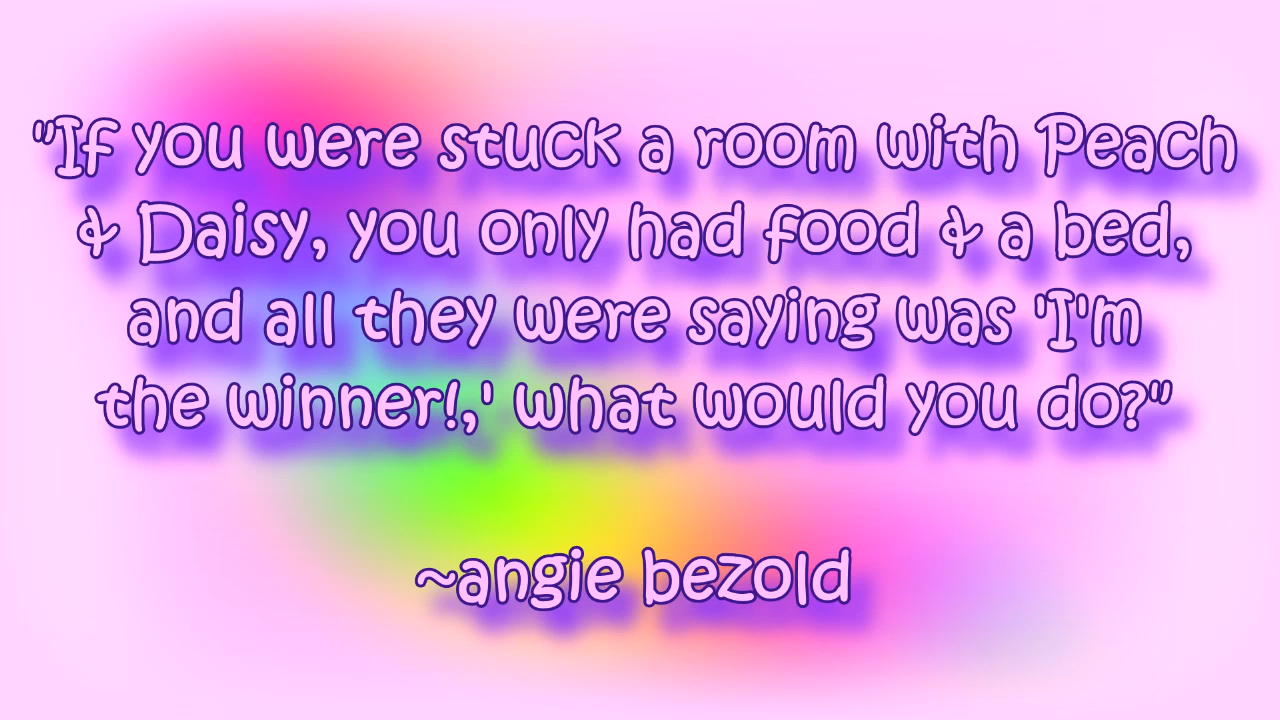 "If you were stuck a room with Peach
& Daisy, you only had food & a bed,
and all they were saying was 'I'm
the winner!,' what would you do?"
~angie bezold